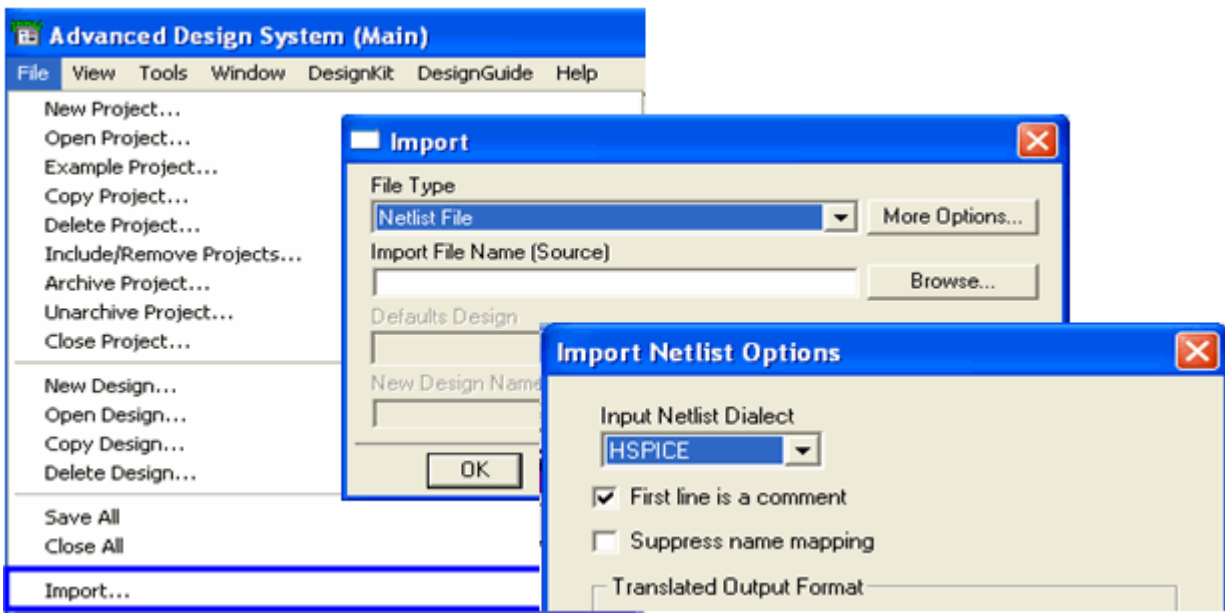 Advanced Design System (Main)
File View Tools Window DesignKit DesignGuide Help
New Project...
Open Project...
Example Project...
Copy Project...
Delete Project...
Include/Remove Projects...
Archive Project...
Unarchive Project...
Close Project...
New Design...
Open Design...
Copy Design...
Delete Design...
Save All
Close All
Import...
Import
File Type
Netlist File
More Options...
Import File Name (Source)
Browse...
Defaults Design
New Design Name
OK
Import Netlist Options
Input Netlist Dialect
HSPICE
First line is a comment
Suppress name mapping
Translated Output Format